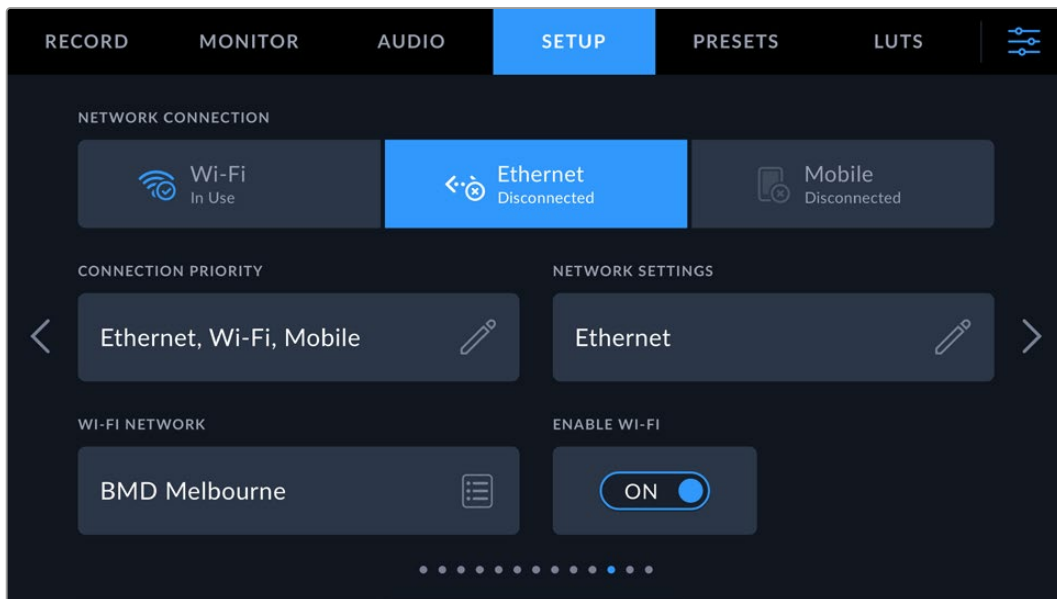 RECORD MONITOR AUDIO SETUP PRESETS LUTS
NETWORK CONNECTION
Wi-Fi
In Use
Ethernet
Disconnected
Mobile
Disconnected
CONNECTION PRIORITY
Ethernet, Wi-Fi, Mobile
NETWORK SETTINGS
Ethernet
WI-FI NETWORK
BMD Melbourne
ENABLE WI-FI
ON